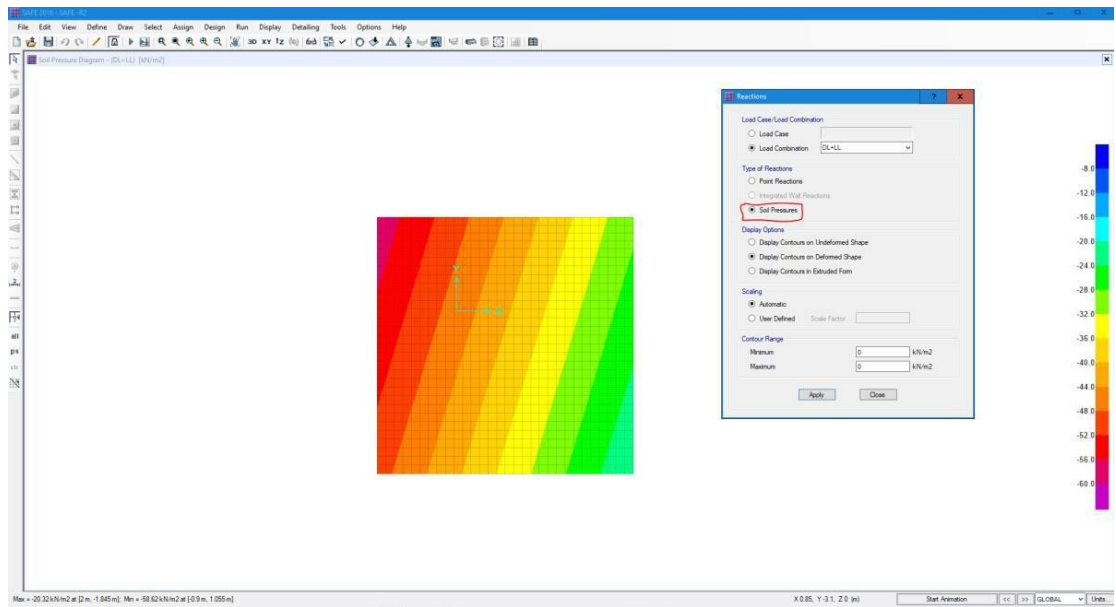 SAFE 2016 - SAFE -R2
File Edit View Define Draw Select Assign Design Run Display Detailing Tools Options Help
3D XY
Soil Pressure Diagram - (DL+LL) [kN/m2]
all
ps
Reactions ? X
Load Case/Load Combination
Load Case
Load Combination DL+LL
Type of Reactions
Point Reactions
Integrated Wall Reactions
Soil Pressures
Display Options
Display Contours on Undeformed Shape
Display Contours on Deformed Shape
Display Contours in Extruded Form
Scaling
Automatic
User Defined Scale Factor
Contour Range
Minimum 0 kN/m2
Maximum 0 kN/m2
Apply Close
Y
X
-8.0
-12.0
-16.0
-20.0
-24.0
-28.0
-32.0
-36.0
-40.0
-44.0
-48.0
-52.0
-56.0
-60.0
Max = -20.32 kN/m2 at [2 m, -1.845 m]; Min = -58.62 kN/m2 at [-0.9 m, 1.055 m] X 0.85, Y -3.1, Z 0 (m) Start Animation << >> GLOBAL Units...